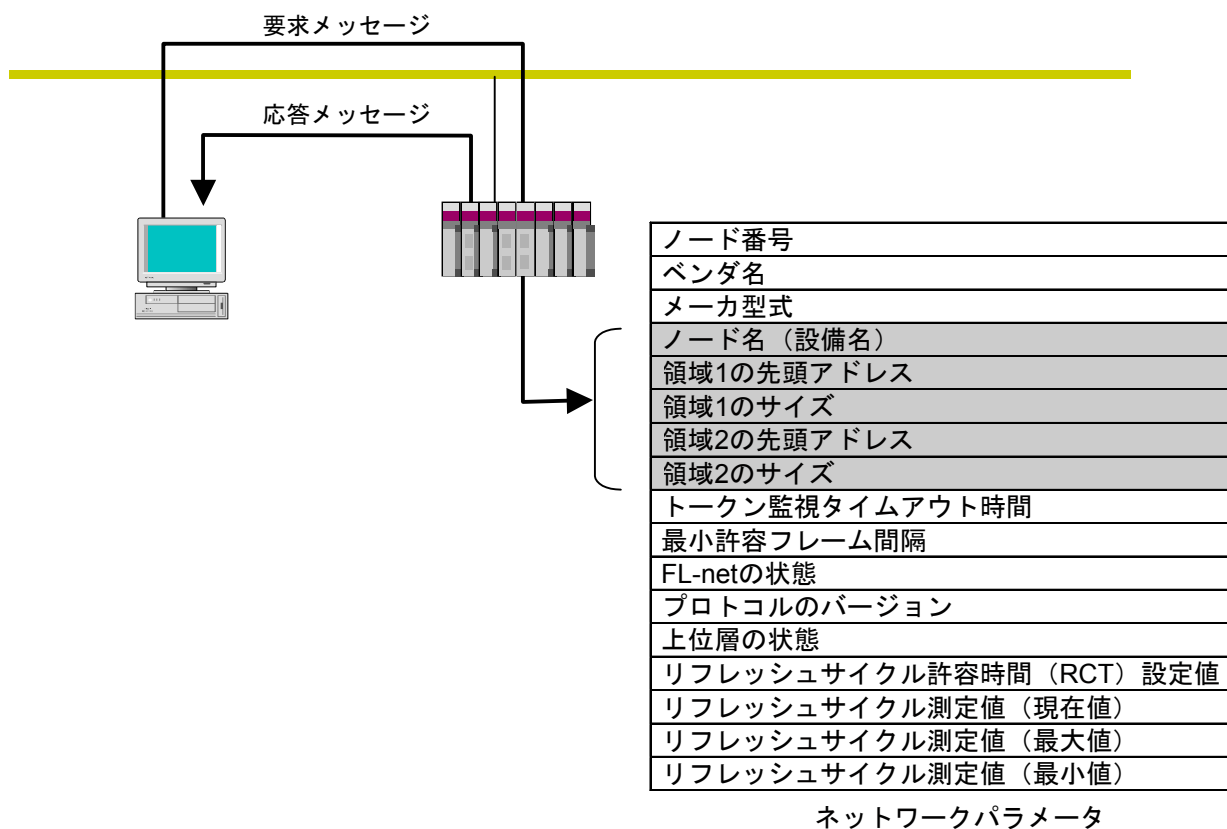 要求メッセージ
応答メッセージ
ノード番号
ベンダ名
メーカ型式
ノード名（設備名）
領域1の先頭アドレス
領域1のサイズ
領域2の先頭アドレス
領域2のサイズ
トークン監視タイムアウト時間
最小許容フレーム間隔
FL-netの状態
プロトコルのバージョン
上位層の状態
リフレッシュサイクル許容時間（RCT）設定値
リフレッシュサイクル測定値（現在値）
リフレッシュサイクル測定値（最大値）
リフレッシュサイクル測定値（最小値）
ネットワークパラメータ